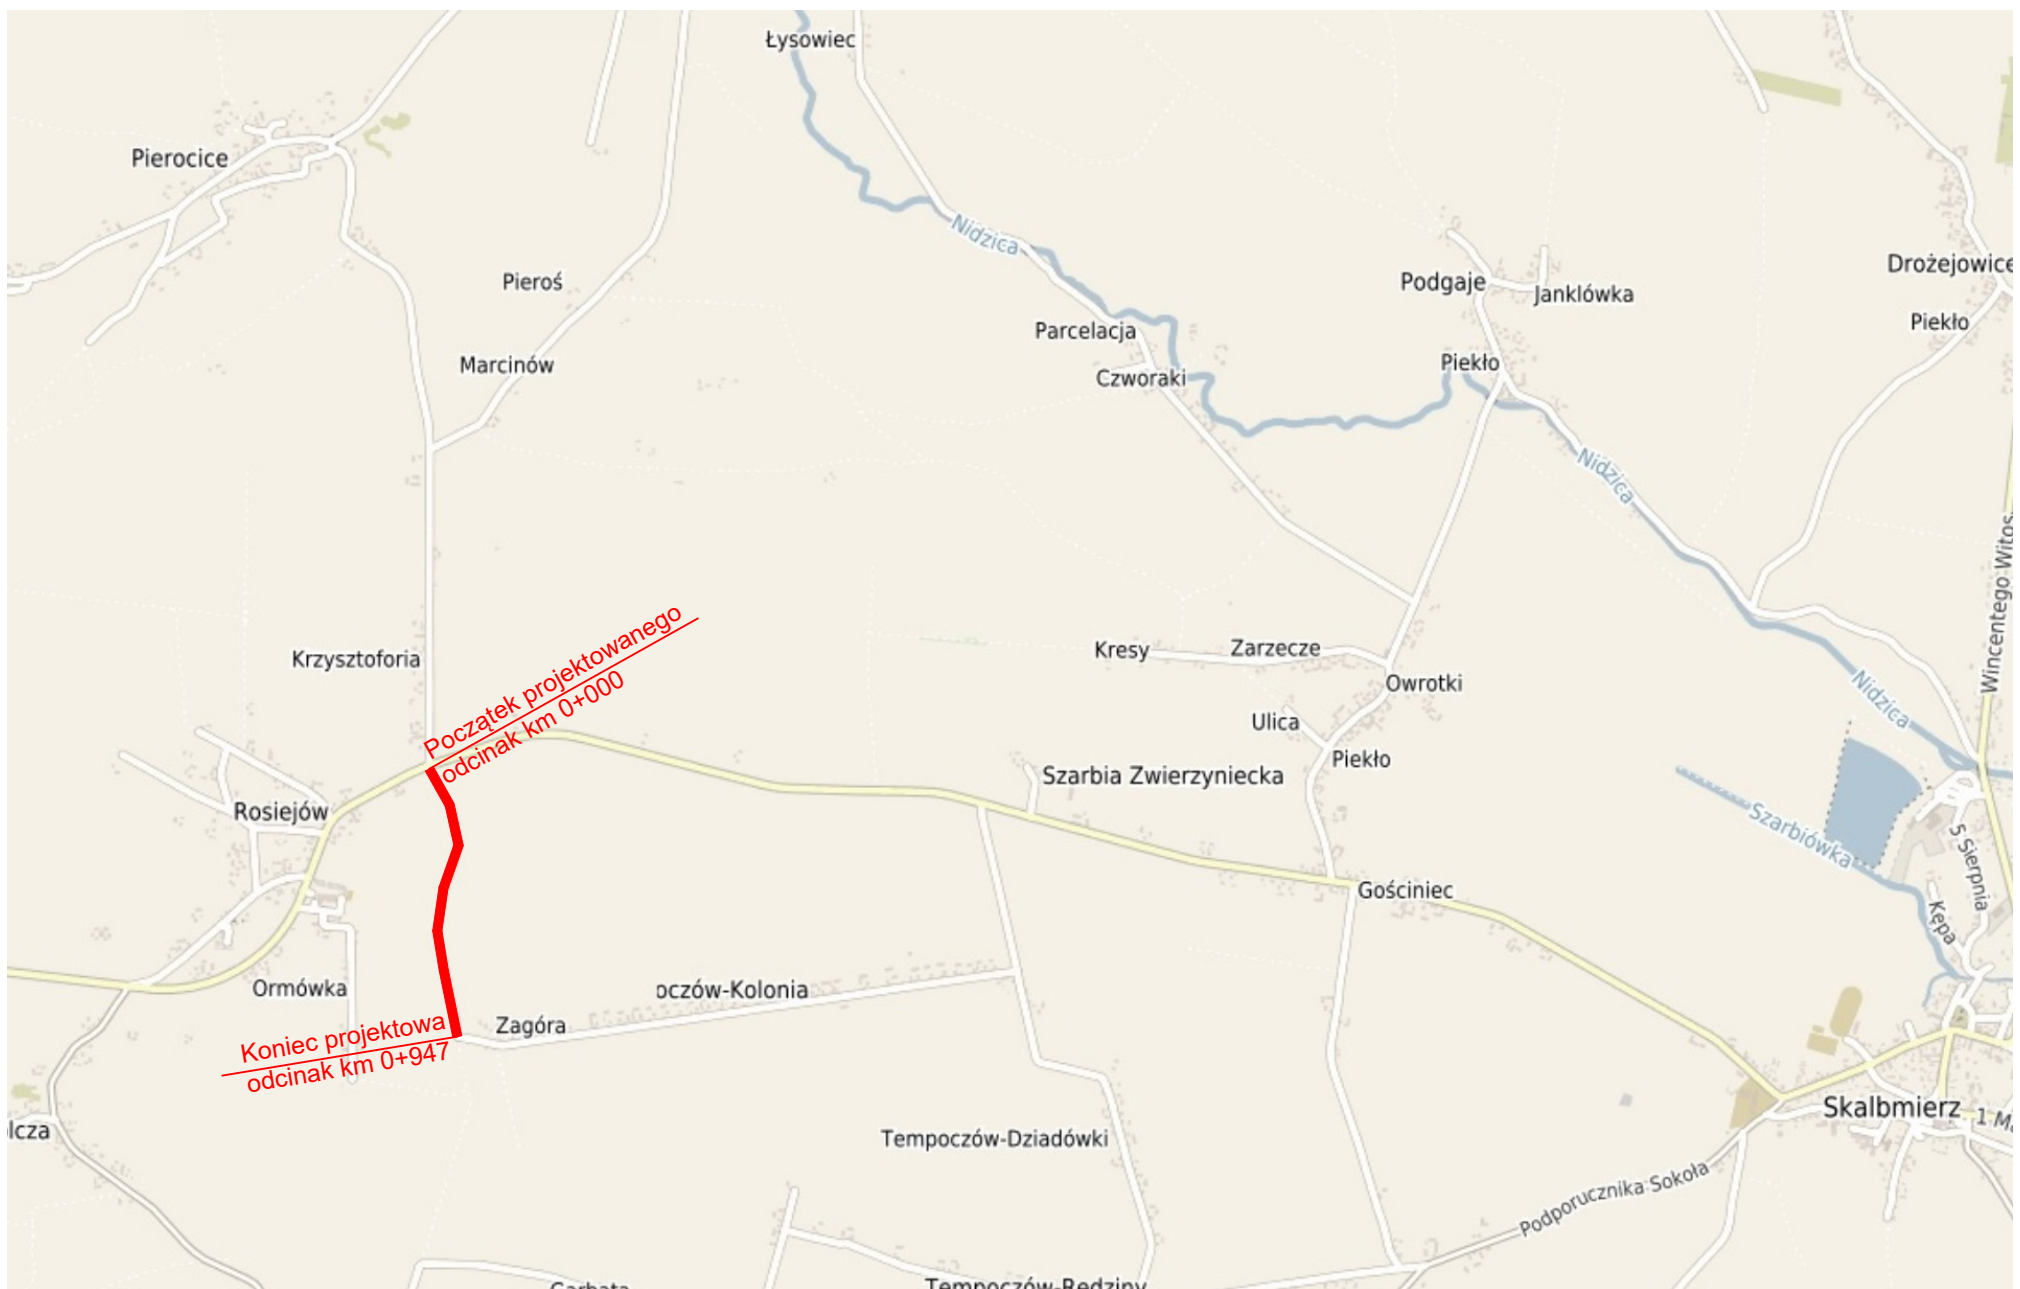 Łysowiec
Pierocice
Nidzica
Pieroś
Podgaje
Janklówka
Drożejowice
Parcelacja
Piekło
Marcinów
Czworaki
Piekło
Nidzica
Wincentego Witos
Krzysztoforia
Początek projektowanego
odcinak km 0+000
Kresy
Zarzecze
Owrotki
Nidzica
Ulica
Piekło
Szarbia Zwierzyniecka
Rosiejów
Szarbiówka
5 Sierpnia
Gościniec
Kępa
Ormówka
oczów-Kolonia
Zagóra
Koniec projektowa
odcinak km 0+947
Skalbmierz
1 Ma
lcza
Tempoczów-Dziadówki
Podporucznika Sokoła
Garbata
Tempoczów-Rędziny